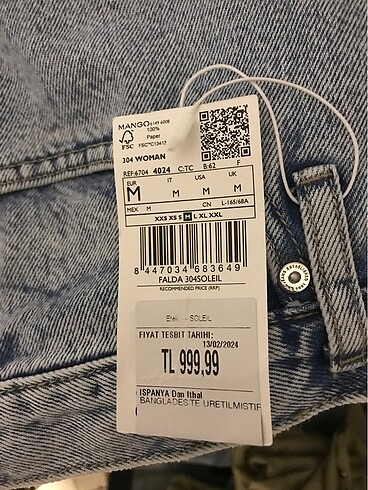 MANGO
FSC
100%
Paper
FSC®C13417
304 WOMAN
REF:6704 4024 C:TC B:62 F
EUR IT USA UK
M M M M
MEX M CN L-165/68A
XXS XS S M L XL XXL
8 447034 683649
FALDA 304SOLEIL
RECOMMENDED PRICE (RRP)
Etek --- SOLEIL
FIYAT TESBIT TARIHI:
13/02/2024
TL 999,99
ISPANYA Dan Ithal
BANGLADESTE URETILMISTIR